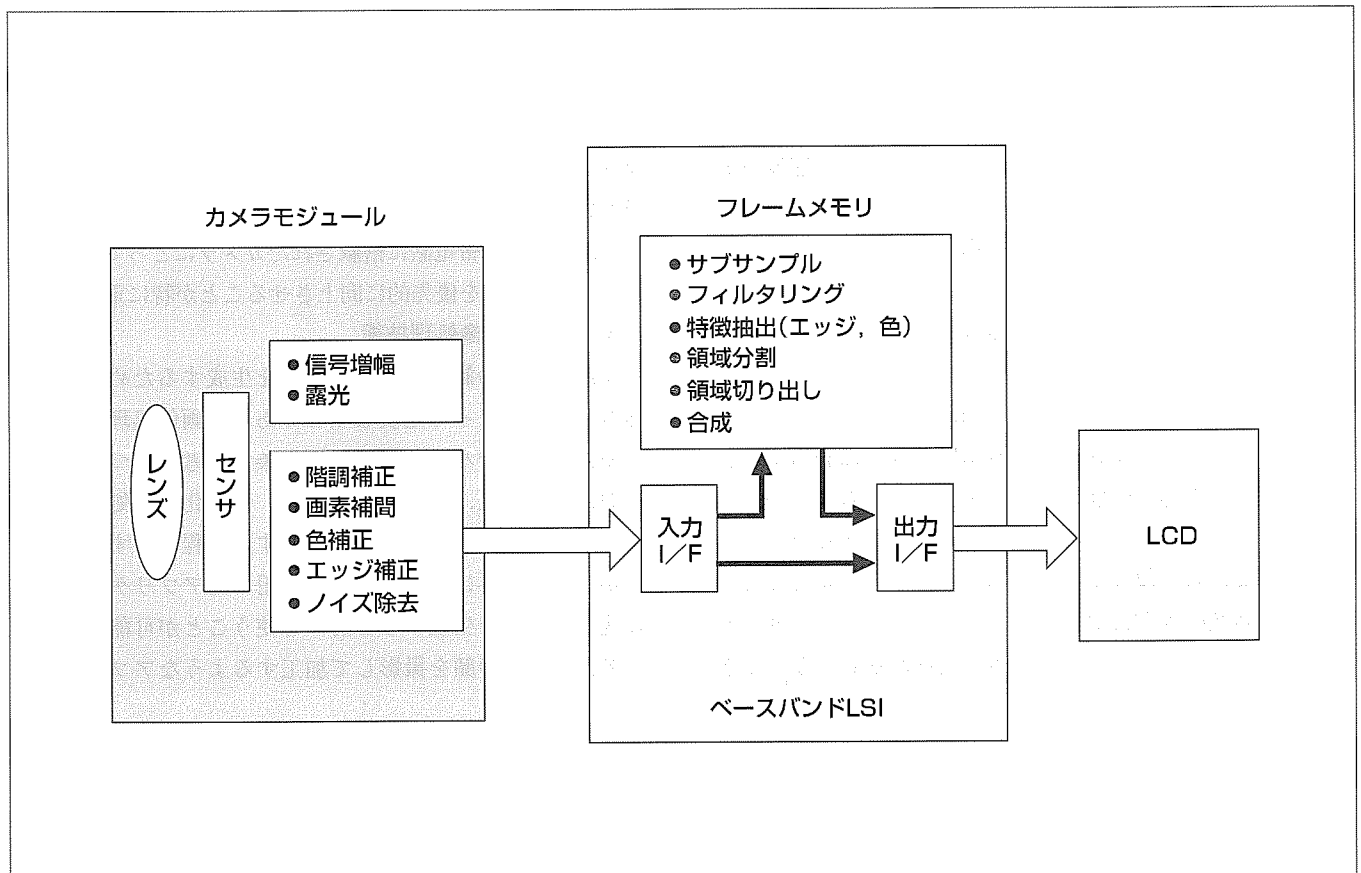 カメラモジュール
レンズ
センサ
●信号増幅
●露光
●階調補正
●画素補間
●色補正
●エッジ補正
●ノイズ除去
フレームメモリ
●サブサンプル
●フィルタリング
●特徴抽出(エッジ，色)
●領域分割
●領域切り出し
●合成
入力
I／F
出力
I／F
ベースバンドLSI
LCD